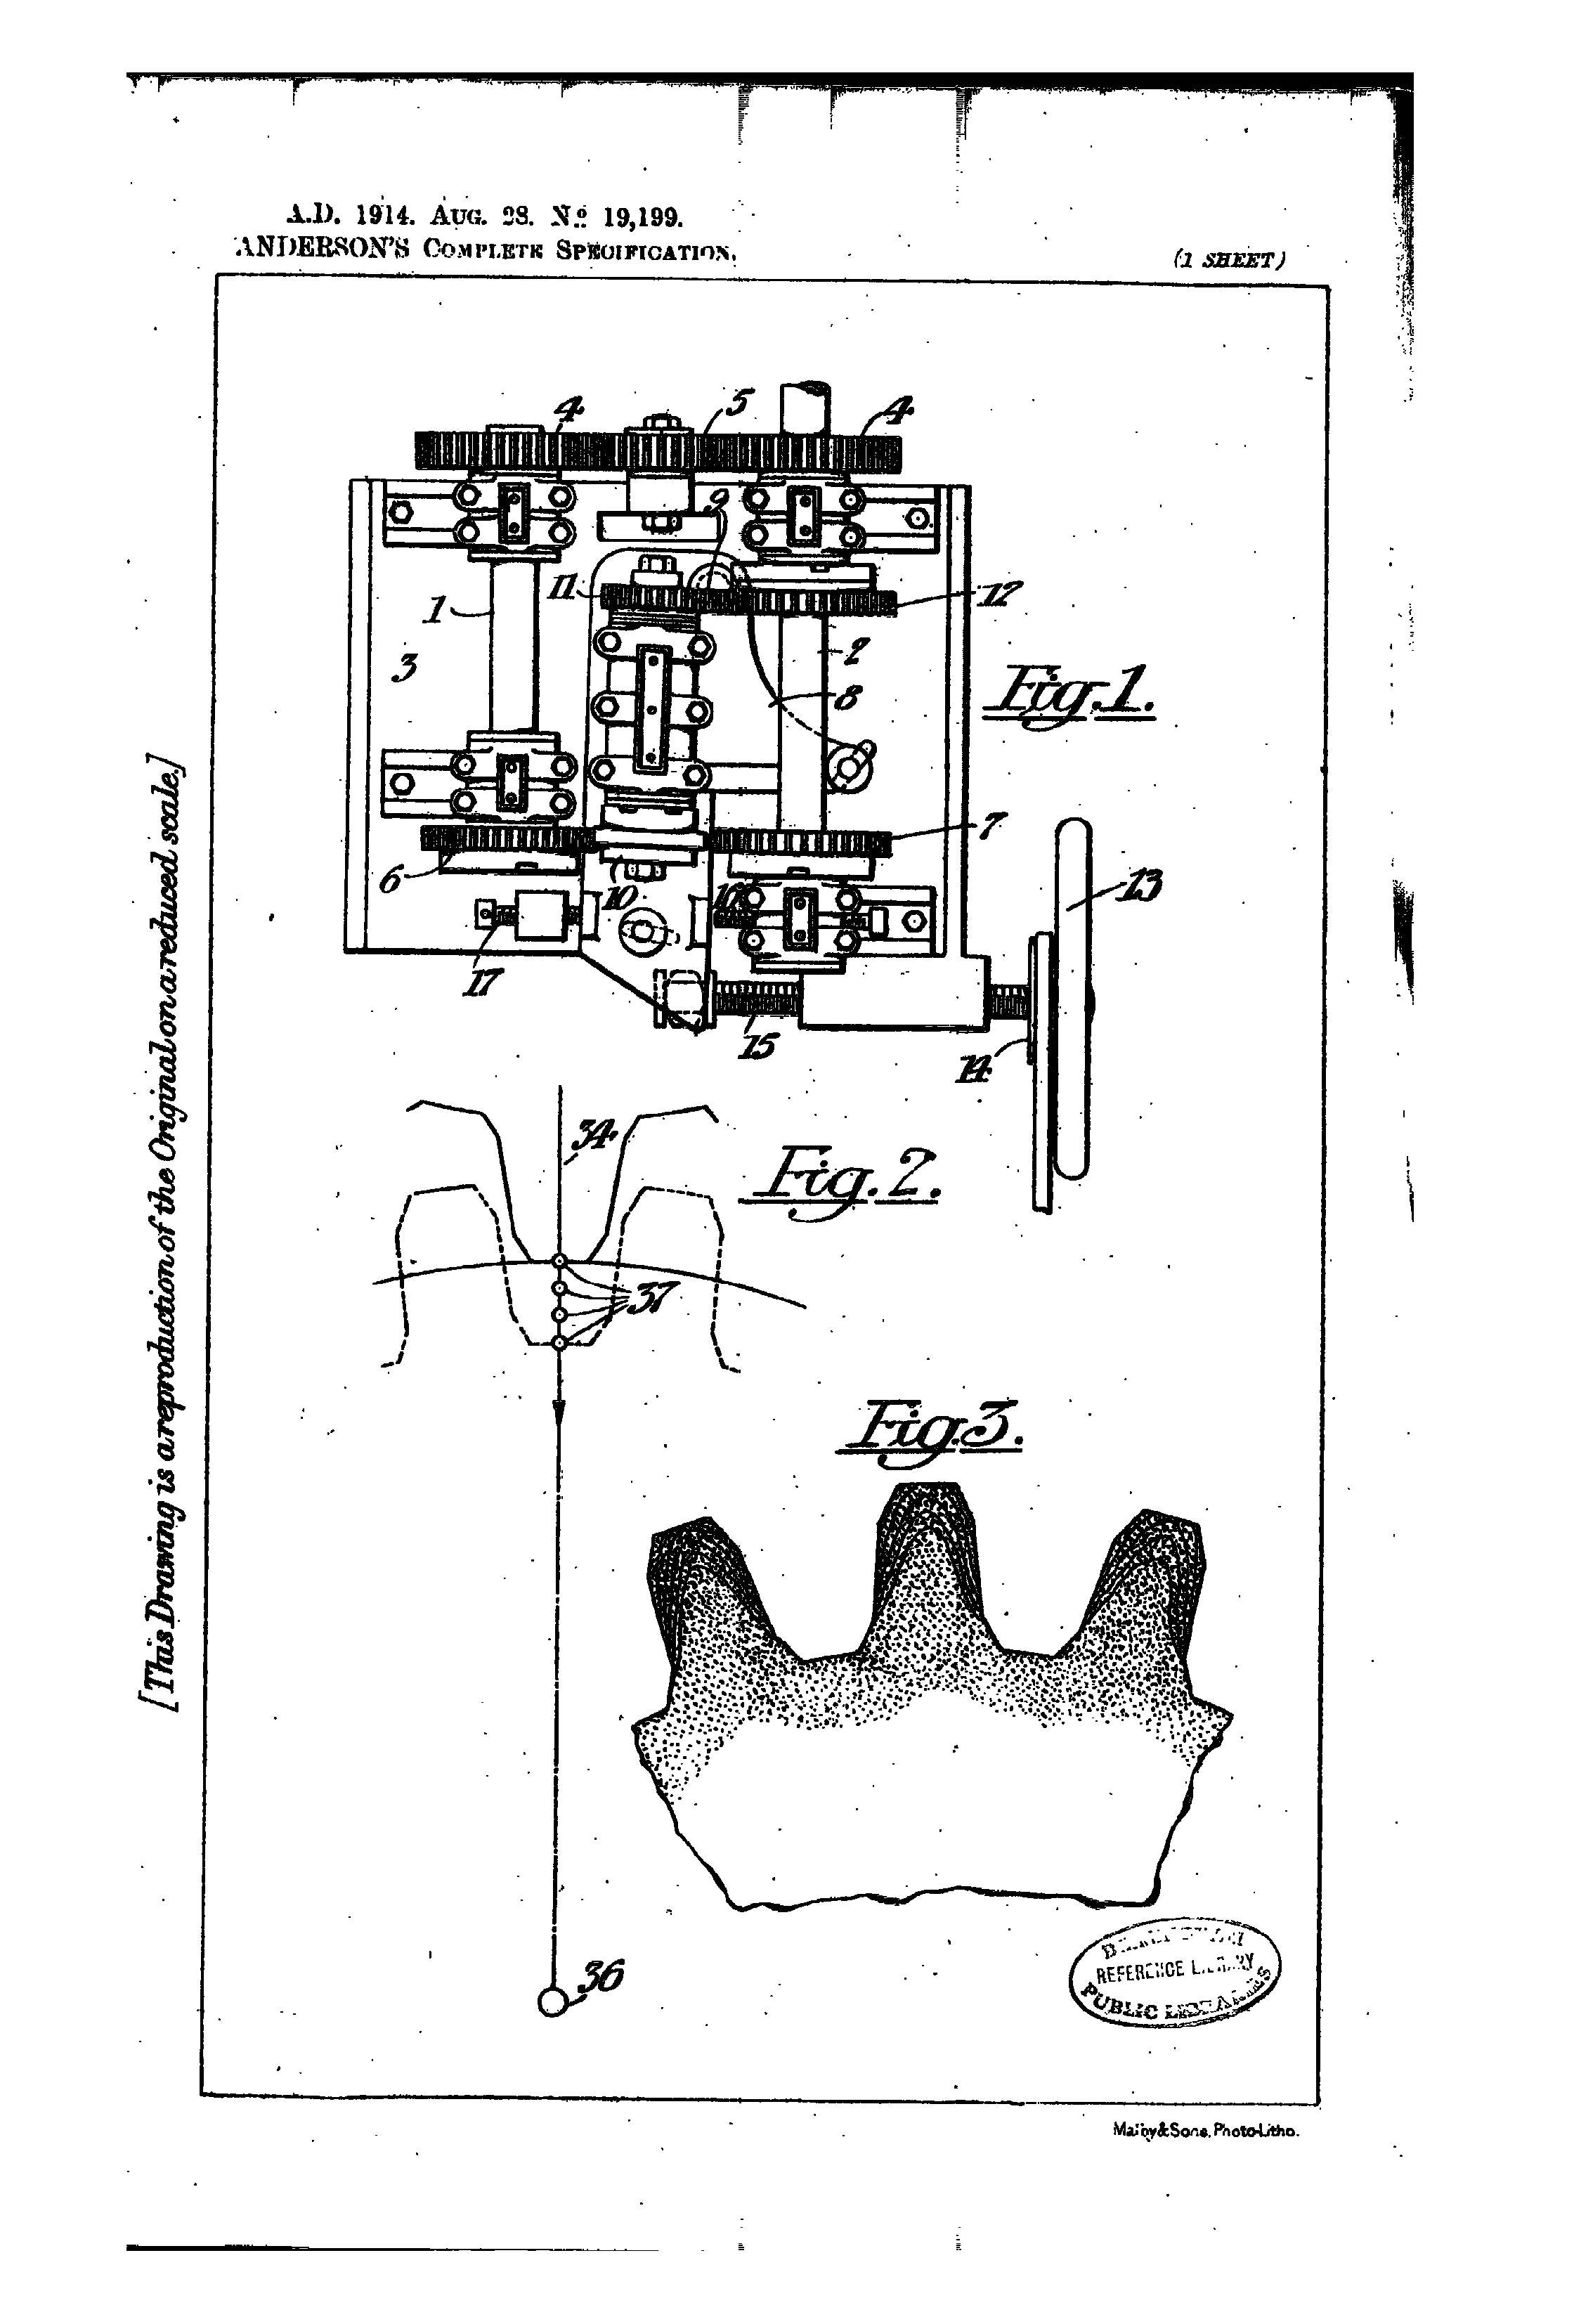 A.D. 1914. AUG. 28. No. 19,199.
ANDERSON'S COMPLETE SPECIFICATION.
(1 SHEET)
[This Drawing is a reproduction of the Original on a reduced scale.]
4
5
4
9
11
12
1
2
3
8
Fig. 1.
7
6
10
16
13
17
15
14
34
Fig. 2.
37
Fig. 3.
36
REFERENCE LIBRARY
PUBLIC LIBRARIES
Malby & Sons, Photo-Litho.